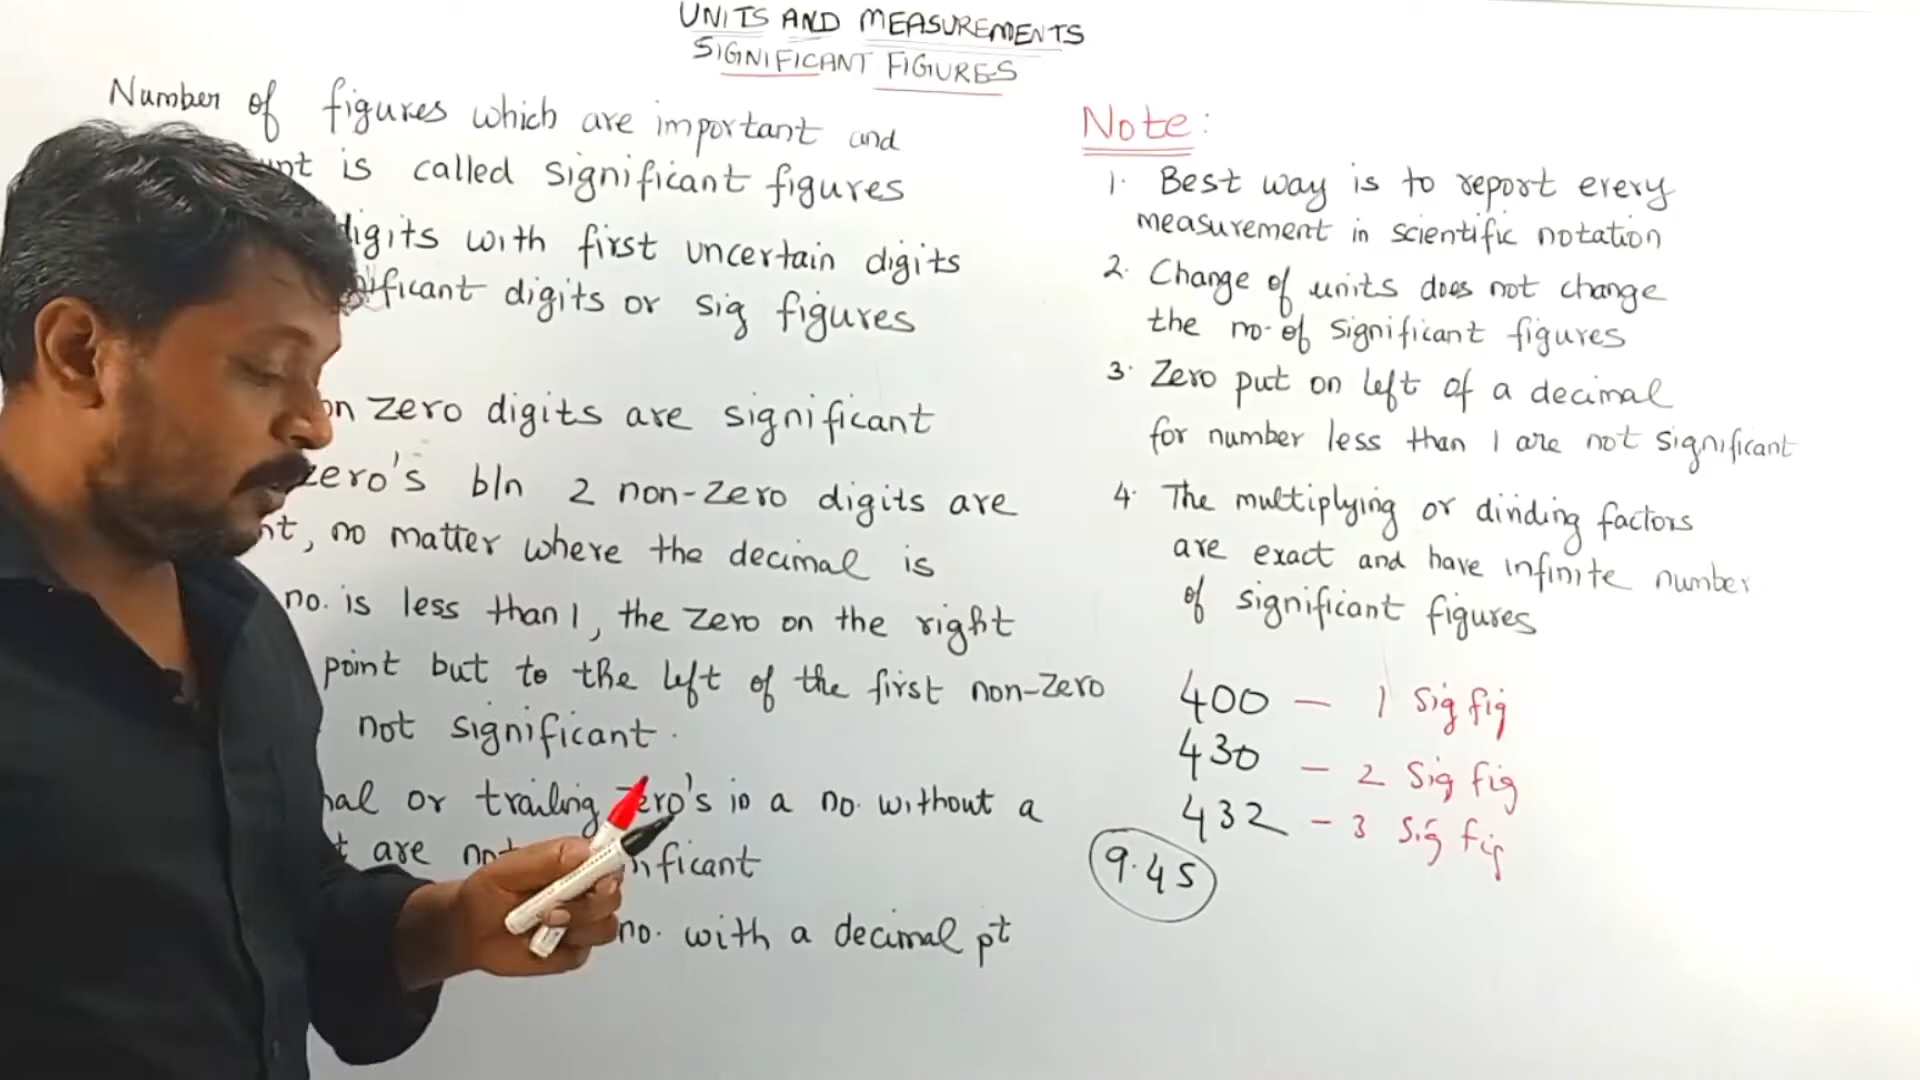 UNITS AND MEASUREMENTS
SIGNIFICANT FIGURES
Number of figures which are important and
is called significant figures
digits with first uncertain digits
digits or sig figures
zero digits are significant
zero's b/n 2 non-zero digits are
, no matter where the decimal is
no. is less than 1, the zero on the right
point but to the left of the first non-zero
not significant.
or trailing zero's in a no. without a
are
no. with a decimal pt
Note:
1. Best way is to report every
measurement in scientific notation
2. Change of units does not change
the no. of significant figures
3. Zero put on left of a decimal
for number less than 1 are not significant
4. The multiplying or dividing factors
are exact and have infinite number
of significant figures
400 – 1 Sig fig
430 – 2 Sig fig
432 – 3 Sig fig
9.45